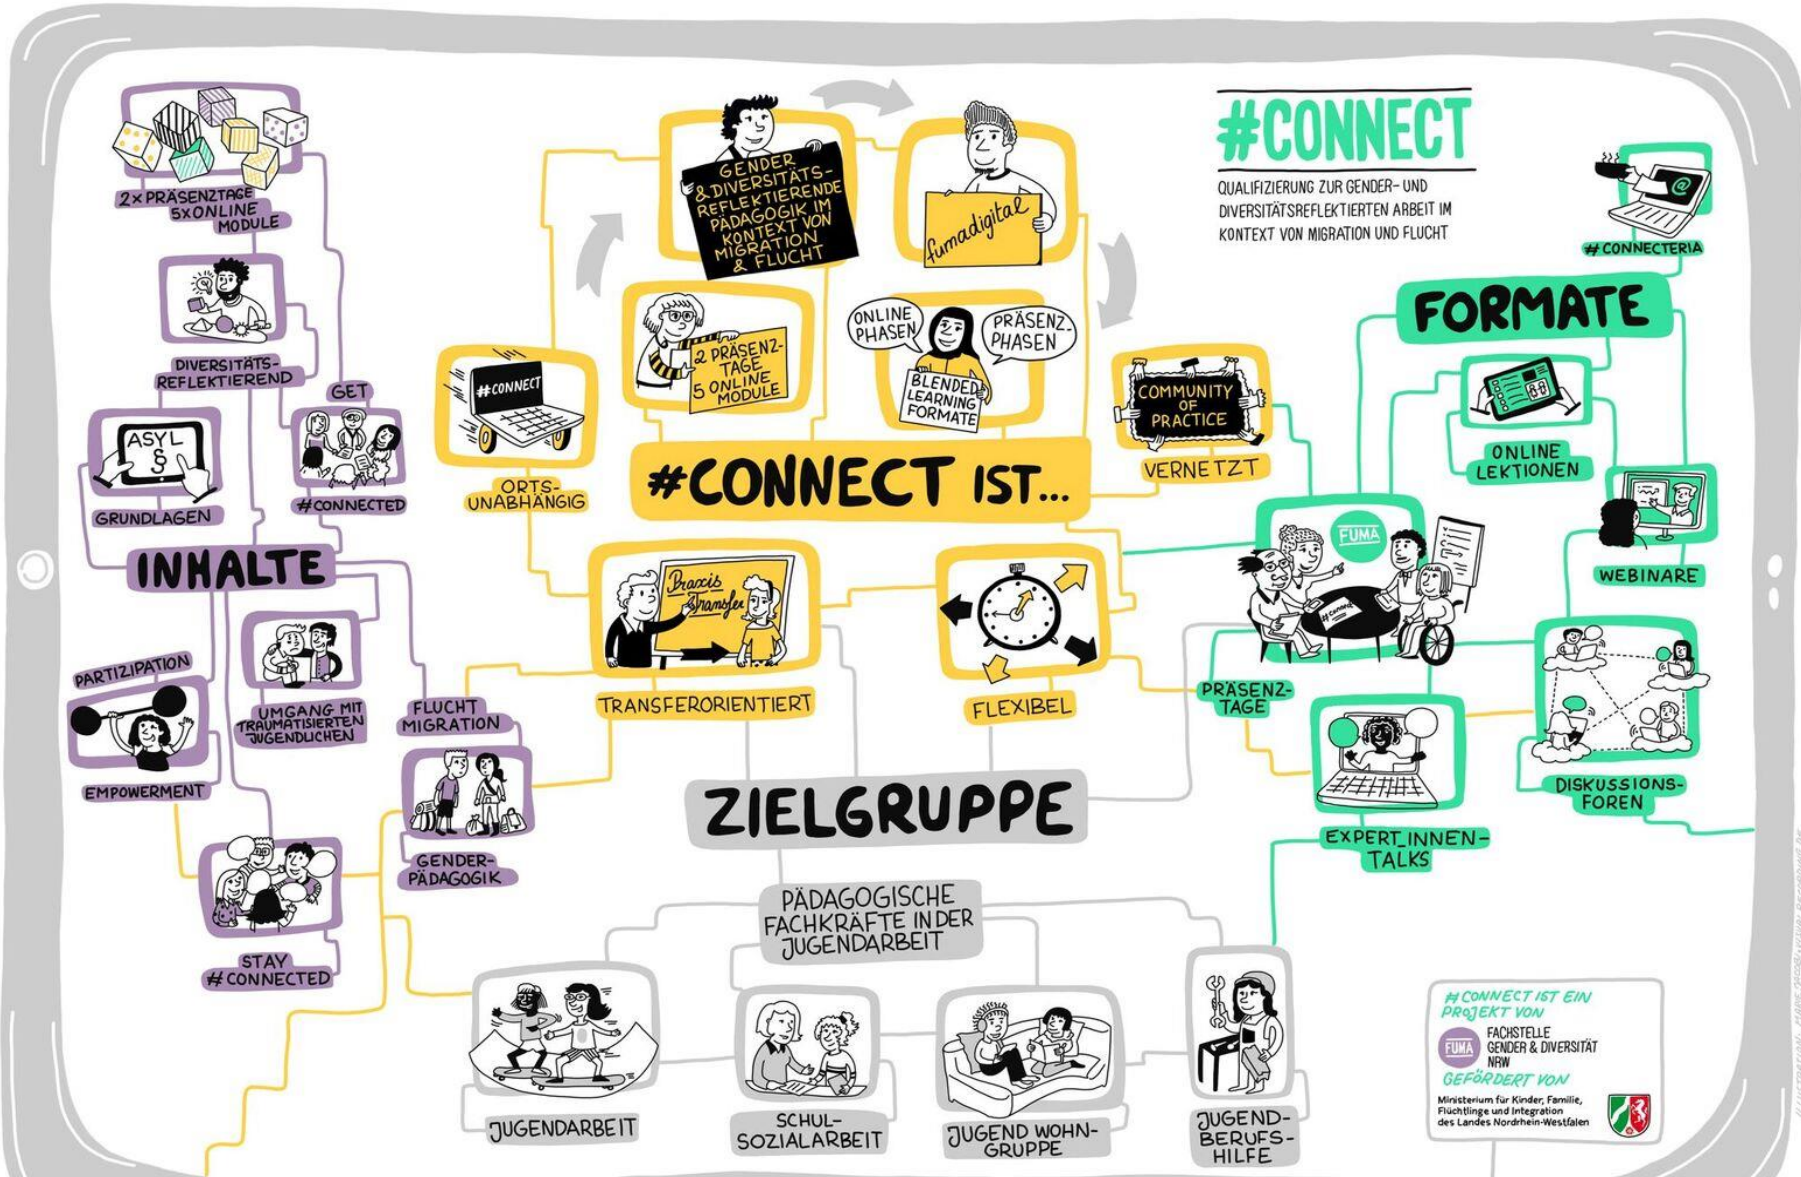 #CONNECT
QUALIFIZIERUNG ZUR GENDER- UND
DIVERSITÄTSREFLEKTIERTEN ARBEIT IM
KONTEXT VON MIGRATION UND FLUCHT
2X PRÄSENZTAGE
5X ONLINE
MODULE
DIVERSITÄTS-
REFLEKTIEREND
GET
#CONNECTED
ASYL
§
GRUNDLAGEN
INHALTE
PARTIZIPATION
EMPOWERMENT
UMGANG MIT
TRAUMATISIERTEN
JUGENDLICHEN
FLUCHT
MIGRATION
GENDER-
PÄDAGOGIK
STAY
#CONNECTED
GENDER
& DIVERSITÄTS-
REFLEKTIERENDE
PÄDAGOGIK IM
KONTEXT VON
MIGRATION
& FLUCHT
fumadigital
2 PRÄSENZ-
TAGE
5 ONLINE
MODULE
ONLINE
PHASEN
PRÄSENZ-
PHASEN
BLENDED
LEARNING
FORMATE
#CONNECT
ORTS-
UNABHÄNGIG
COMMUNITY
OF
PRACTICE
VERNETZT
#CONNECT IST...
Praxis
Transfer
TRANSFERORIENTIERT
FLEXIBEL
@
#CONNECTERIA
FORMATE
ONLINE
LEKTIONEN
WEBINARE
FUMA
#connect
PRÄSENZ-
TAGE
DISKUSSIONS-
FOREN
EXPERT_INNEN-
TALKS
ZIELGRUPPE
PÄDAGOGISCHE
FACHKRÄFTE IN DER
JUGENDARBEIT
JUGENDARBEIT
SCHUL-
SOZIALARBEIT
JUGEND WOHN-
GRUPPE
JUGEND-
BERUFS-
HILFE
#CONNECT IST EIN
PROJEKT VON
FUMA
FACHSTELLE
GENDER & DIVERSITÄT
NRW
GEFÖRDERT VON
Ministerium für Kinder, Familie,
Flüchtlinge und Integration
des Landes Nordrhein-Westfalen